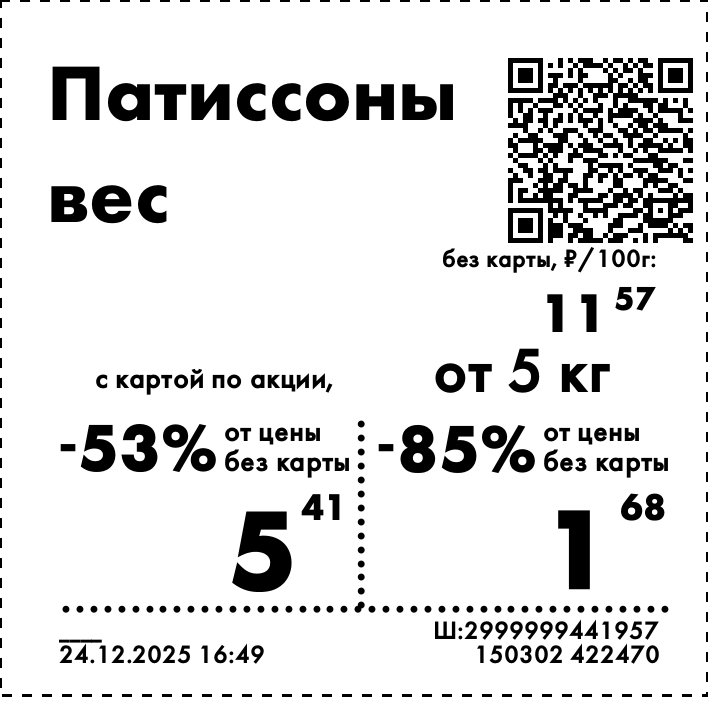 Патиссоны
вес
без карты, ₽/100г:
11 57
с картой по акции,
от 5 кг
-53% от цены
без карты
-85% от цены
без карты
5 41
1 68
Ш:2999999441957
24.12.2025 16:49
150302 422470